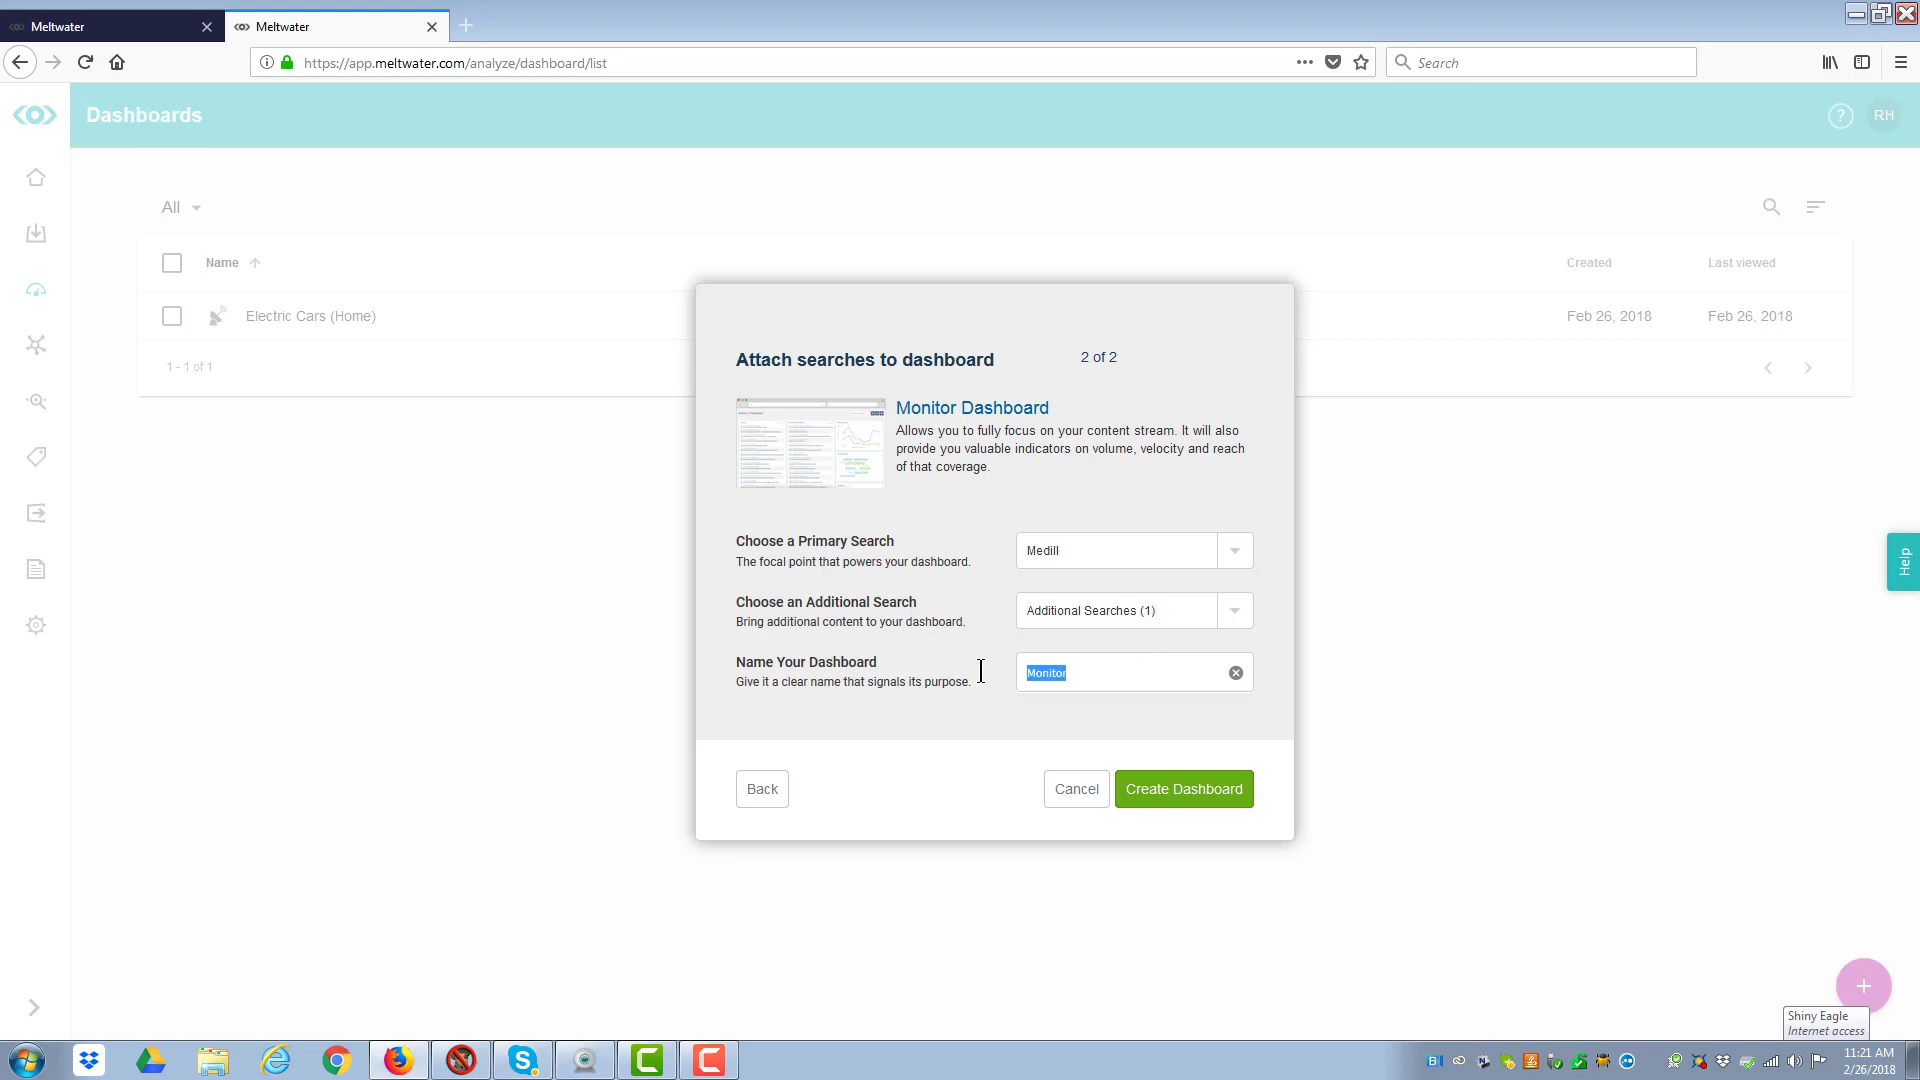 Meltwater
Meltwater
https://app.meltwater.com/analyze/dashboard/list
Search
Dashboards
?
RH
All
Name
Created
Last viewed
Electric Cars (Home)
Feb 26, 2018
Feb 26, 2018
1 - 1 of 1
Attach searches to dashboard
2 of 2
Monitor Dashboard
Allows you to fully focus on your content stream. It will also
provide you valuable indicators on volume, velocity and reach
of that coverage.
Choose a Primary Search
The focal point that powers your dashboard.
Medill
Choose an Additional Search
Bring additional content to your dashboard.
Additional Searches (1)
Name Your Dashboard
Give it a clear name that signals its purpose.
Monitor
Back
Cancel
Create Dashboard
Help
Shiny Eagle
Internet access
11:21 AM
2/26/2018